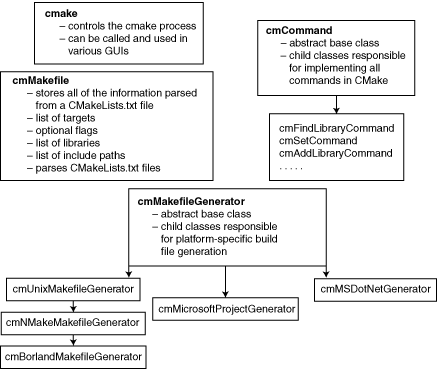 cmake
– controls the cmake process
– can be called and used in
various GUIs
cmCommand
– abstract base class
– child classes responsible
for implementing all
commands in CMake
cmMakefile
– stores all of the information parsed
from a CMakeLists.txt file
– list of targets
– optional flags
– list of libraries
– list of include paths
– parses CMakeLists.txt files
cmFindLibraryCommand
cmSetCommand
cmAddLibraryCommand
. . . . .
cmMakefileGenerator
– abstract base class
– child classes responsible
for platform-specific build
file generation
cmUnixMakefileGenerator
cmNMakeMakefileGenerator
cmBorlandMakefileGenerator
cmMicrosoftProjectGenerator
cmMSDotNetGenerator